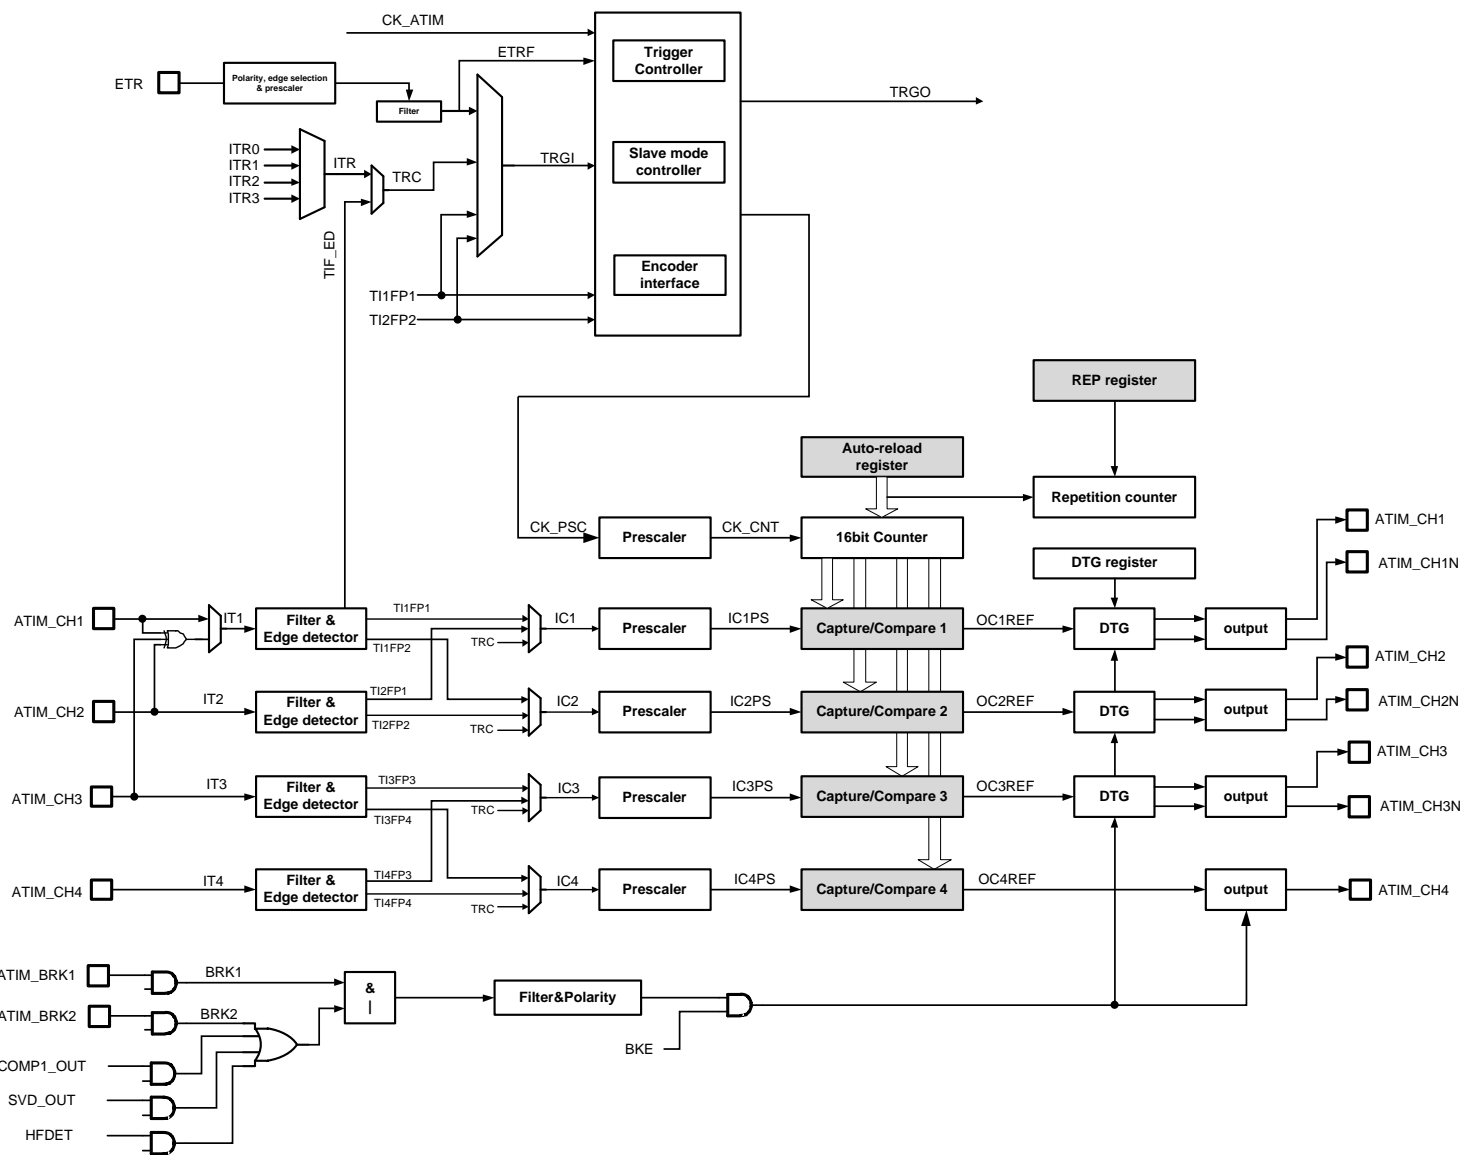 CK_ATIM
ETRF
ETR
Polarity, edge selection
& prescaler
Filter
Trigger
Controller
TRGO
ITR0
ITR1
ITR2
ITR3
ITR
TRC
TRGI
Slave mode
controller
TIF_ED
Encoder
interface
TI1FP1
TI2FP2
REP register
Auto-reload
register
Repetition counter
CK_PSC
Prescaler
CK_CNT
16bit Counter
DTG register
ATIM_CH1
ATIM_CH1N
ATIM_CH1
IT1
Filter &
Edge detector
TI1FP1
TI1FP2
TRC
IC1
Prescaler
IC1PS
Capture/Compare 1
OC1REF
DTG
output
ATIM_CH2
ATIM_CH2N
ATIM_CH2
IT2
Filter &
Edge detector
TI2FP1
TI2FP2
TRC
IC2
Prescaler
IC2PS
Capture/Compare 2
OC2REF
DTG
output
ATIM_CH3
ATIM_CH3N
ATIM_CH3
IT3
Filter &
Edge detector
TI3FP3
TI3FP4
TRC
IC3
Prescaler
IC3PS
Capture/Compare 3
OC3REF
DTG
output
ATIM_CH4
IT4
Filter &
Edge detector
TI4FP3
TI4FP4
TRC
IC4
Prescaler
IC4PS
Capture/Compare 4
OC4REF
output
ATIM_CH4
ATIM_BRK1
BRK1
&
|
Filter&Polarity
BKE
ATIM_BRK2
BRK2
COMP1_OUT
SVD_OUT
HFDET